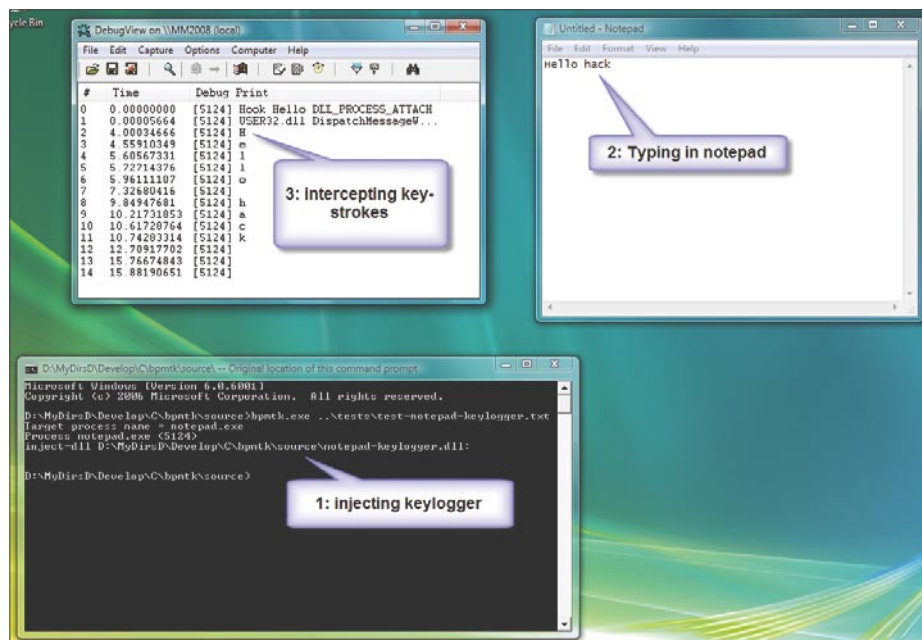 ycle Bin
DebugView on \\MM2008 (local)
File Edit Capture Options Computer Help
# Time Debug Print
0 0.00000000 [5124] Hook Hello DLL_PROCESS_ATTACH
1 0.00005664 [5124] USER32.dll DispatchMessageW...
2 4.00034666 [5124] H
3 4.55910349 [5124] e
4 5.60567331 [5124] l
5 5.72714376 [5124] l
6 5.96111107 [5124] o
7 7.32680416 [5124]
8 9.84947681 [5124] h
9 10.21731853 [5124] a
10 10.61728764 [5124] c
11 10.74283314 [5124] k
12 12.70917702 [5124]
13 15.76674843 [5124]
14 15.88190651 [5124]
3: intercepting key-
strokes
Untitled - Notepad
File Edit Format View Help
Hello hack
2: Typing in notepad
D:\MyDirsD\Develop\C\bpmtk\source\ -- Original location of this command prompt.
Microsoft Windows [Version 6.0.6001]
Copyright (c) 2006 Microsoft Corporation. All rights reserved.
D:\MyDirsD\Develop\C\bpmtk\source>bpmtk.exe ..\tests\test-notepad-keylogger.txt
Target process name = notepad.exe
Process notepad.exe (5124)
inject-dll D:\MyDirsD\Develop\C\bpmtk\source\notepad-keylogger.dll:
D:\MyDirsD\Develop\C\bpmtk\source>
1: injecting keylogger